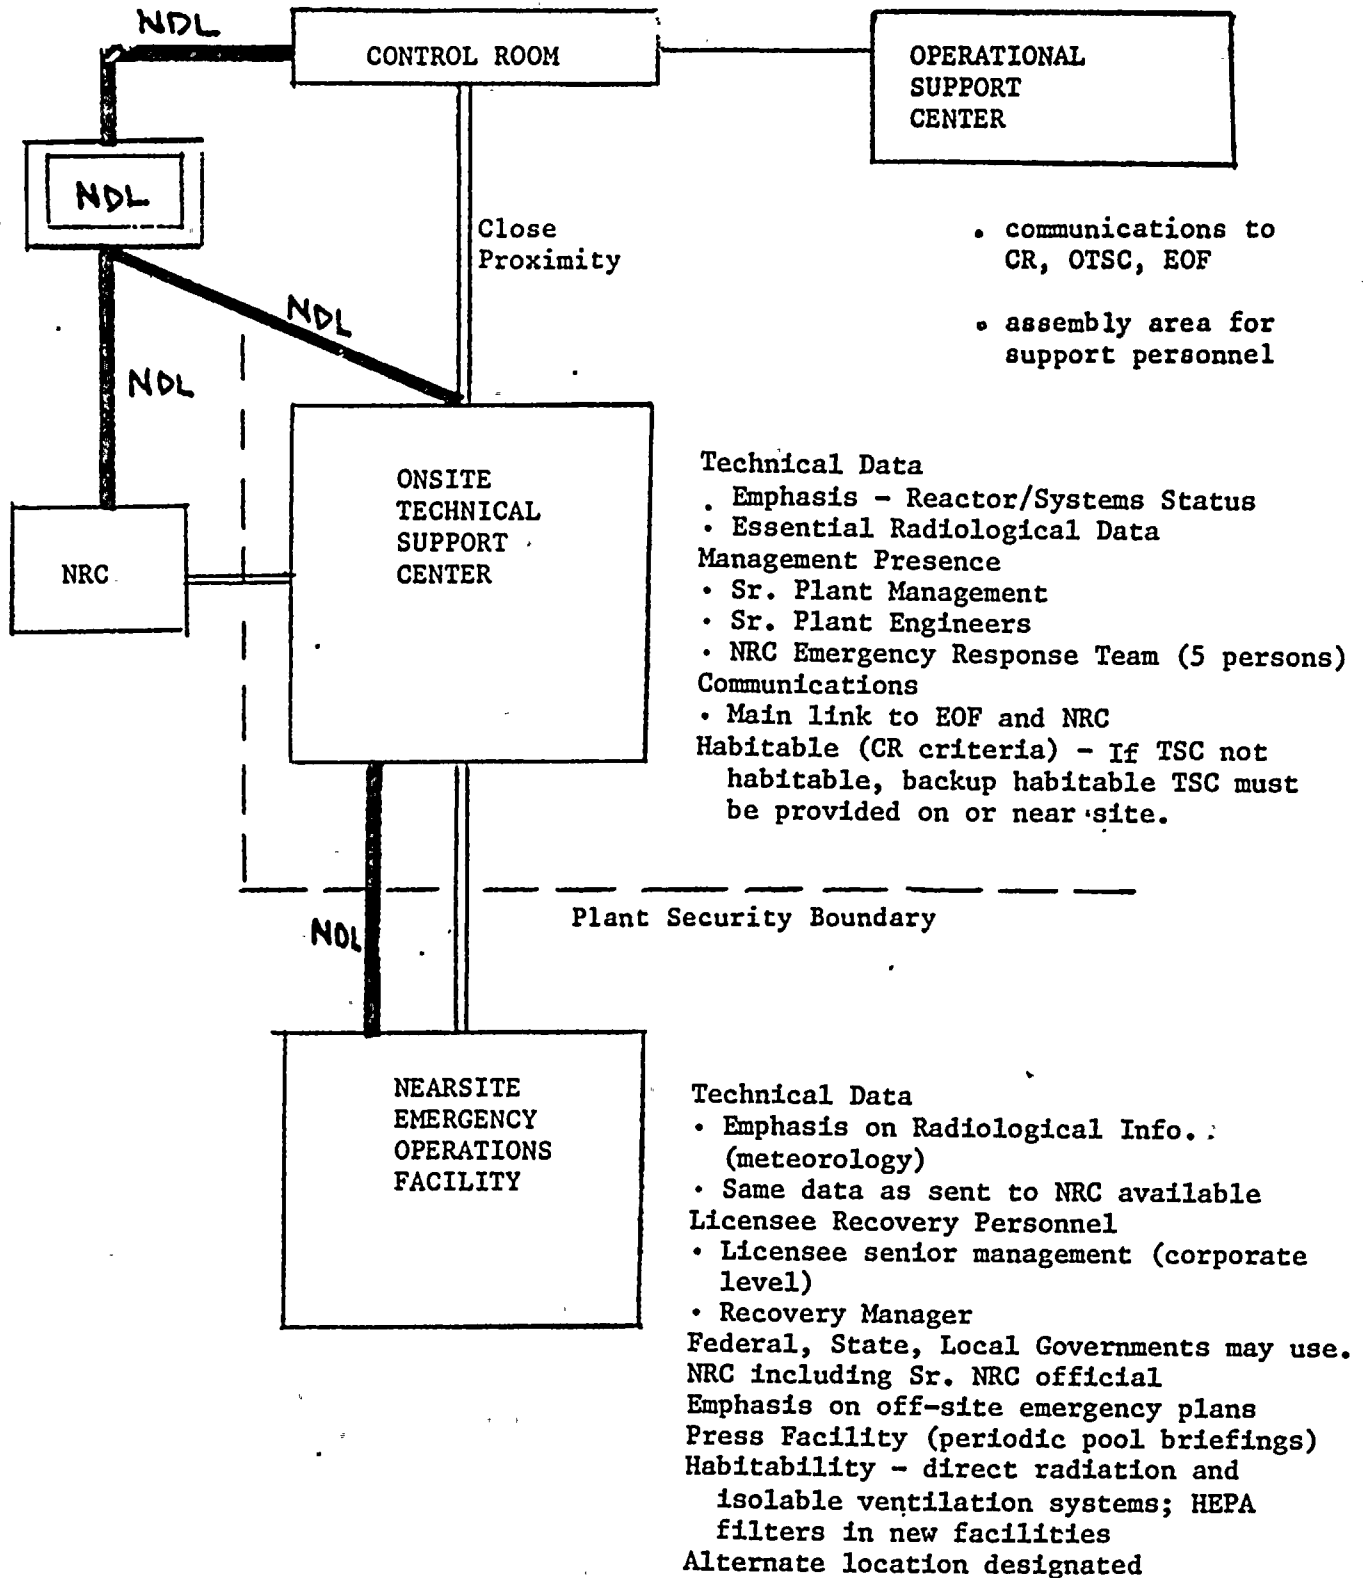 NDL
CONTROL ROOM
OPERATIONAL
SUPPORT
CENTER
NDL
Close
Proximity
• communications to
CR, OTSC, EOF
• assembly area for
support personnel
NDL
NDL
ONSITE
TECHNICAL
SUPPORT
CENTER
NRC
Technical Data
• Emphasis - Reactor/Systems Status
• Essential Radiological Data
Management Presence
• Sr. Plant Management
• Sr. Plant Engineers
• NRC Emergency Response Team (5 persons)
Communications
• Main link to EOF and NRC
Habitable (CR criteria) - If TSC not
habitable, backup habitable TSC must
be provided on or near site.
Plant Security Boundary
NDL
NEARSITE
EMERGENCY
OPERATIONS
FACILITY
Technical Data
• Emphasis on Radiological Info.
(meteorology)
• Same data as sent to NRC available
Licensee Recovery Personnel
• Licensee senior management (corporate
level)
• Recovery Manager
Federal, State, Local Governments may use.
NRC including Sr. NRC official
Emphasis on off-site emergency plans
Press Facility (periodic pool briefings)
Habitability - direct radiation and
isolable ventilation systems; HEPA
filters in new facilities
Alternate location designated